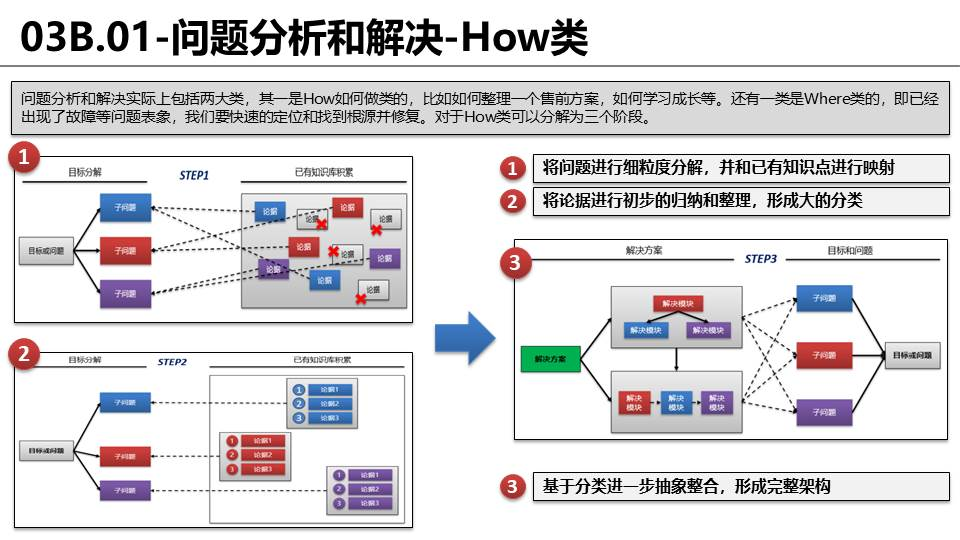 03B.01-问题分析和解决-How类
问题分析和解决实际上包括两大类，其一是How如何做类的，比如如何整理一个售前方案，如何学习成长等。还有一类是Where类的，即已经
出现了故障等问题表象，我们要快速的定位和找到根源并修复。对于How类可以分解为三个阶段。
1
目标分解
STEP1
已有知识库积累
目标或问题
子问题
子问题
子问题
论据
论据
论据
论据
论据
论据
论据
论据
论据
论据
2
目标分解
STEP2
已有知识库积累
目标或问题
子问题
子问题
子问题
1 论据1
2 论据2
3 论据3
1 论据1
2 论据2
3 论据3
1 论据1
2 论据2
3 论据3
1 将问题进行细粒度分解，并和已有知识点进行映射
2 将论据进行初步的归纳和整理，形成大的分类
3
解决方案
STEP3
目标和问题
解决方案
解决模块
解决模块
解决模块
解决
模块
解决
模块
解决
模块
子问题
子问题
子问题
目标或问题
3 基于分类进一步抽象整合，形成完整架构